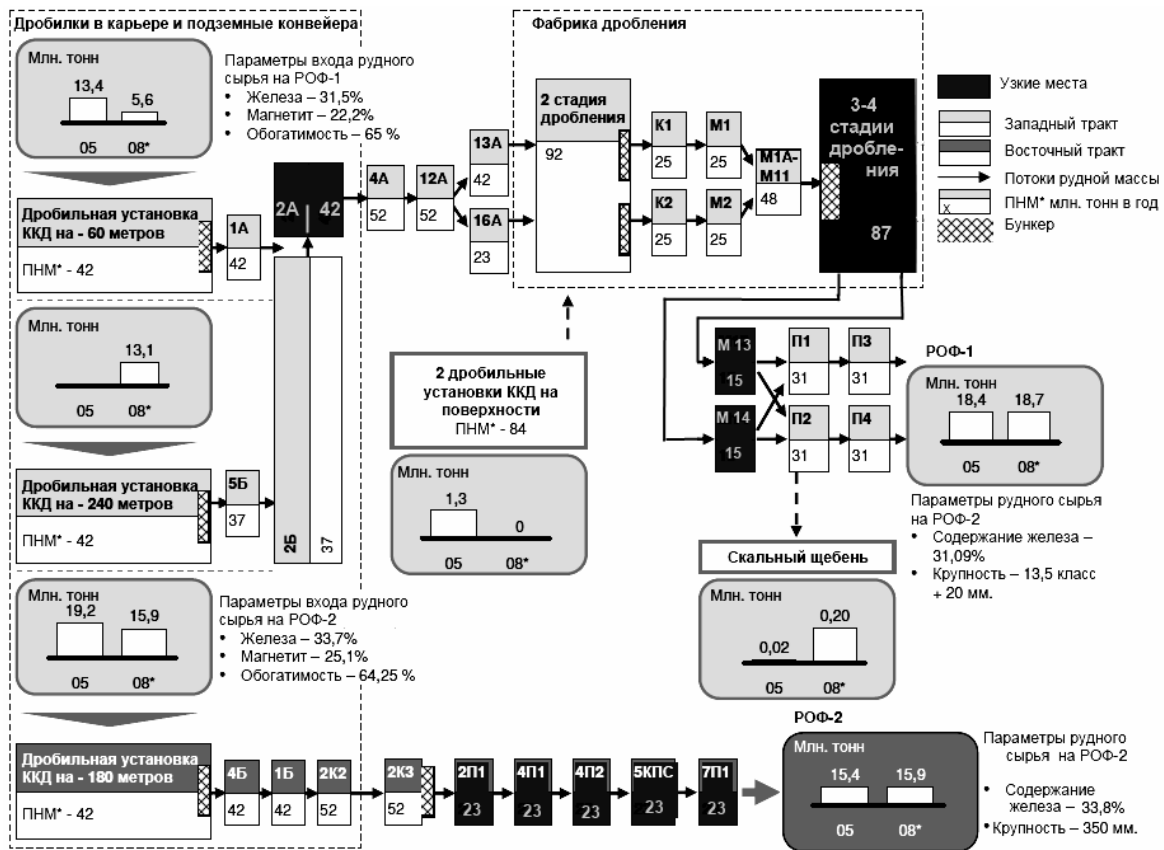 Дробилки в карьере и подземные конвейера
Млн. тонн
13,4
5,6
05
08*
Параметры входа рудного
сырья на РОФ-1
• Железа – 31,5%
• Магнетит – 22,2%
• Обогатимость – 65 %
Дробильная установка
ККД на - 60 метров
ПНМ* - 42
1А
42
2А
42
4А
52
12А
52
13А
42
16А
23
Фабрика дробления
2 стадия
дробления
92
К1
25
М1
25
К2
25
М2
25
М1А-
М11
48
3-4
стадии
дробле-
ния
87
Узкие места
Западный тракт
Восточный тракт
Потоки рудной массы
х
ПНМ* млн. тонн в год
Бункер
Млн. тонн
13,1
05
08*
Дробильная установка
ККД на - 240 метров
ПНМ* - 42
5Б
37
2Б
37
2 дробильные
установки ККД на
поверхности
ПНМ* - 84
Млн. тонн
1,3
0
05
08*
М 13
15
М 14
15
П1
31
П3
31
П2
31
П4
31
РОФ-1
Млн. тонн
18,4
18,7
05
08*
Параметры рудного сырья
на РОФ-2
• Содержание железа –
31,09%
• Крупность – 13,5 класс
+ 20 мм.
Скальный щебень
Млн. тонн
0,02
0,20
05
08*
Млн. тонн
19,2
15,9
05
08*
Параметры входа рудного
сырья на РОФ-2
• Железа – 33,7%
• Магнетит – 25,1%
• Обогатимость – 64,25 %
Дробильная установка
ККД на - 180 метров
ПНМ* - 42
4Б
42
1Б
42
2К2
52
2К3
52
2П1
23
4П1
23
4П2
23
5КПС
23
7П1
23
РОФ-2
Млн. тонн
15,4
15,9
05
08*
Параметры рудного
сырья на РОФ-2
• Содержание
железа – 33,8%
• Крупность – 350 мм.